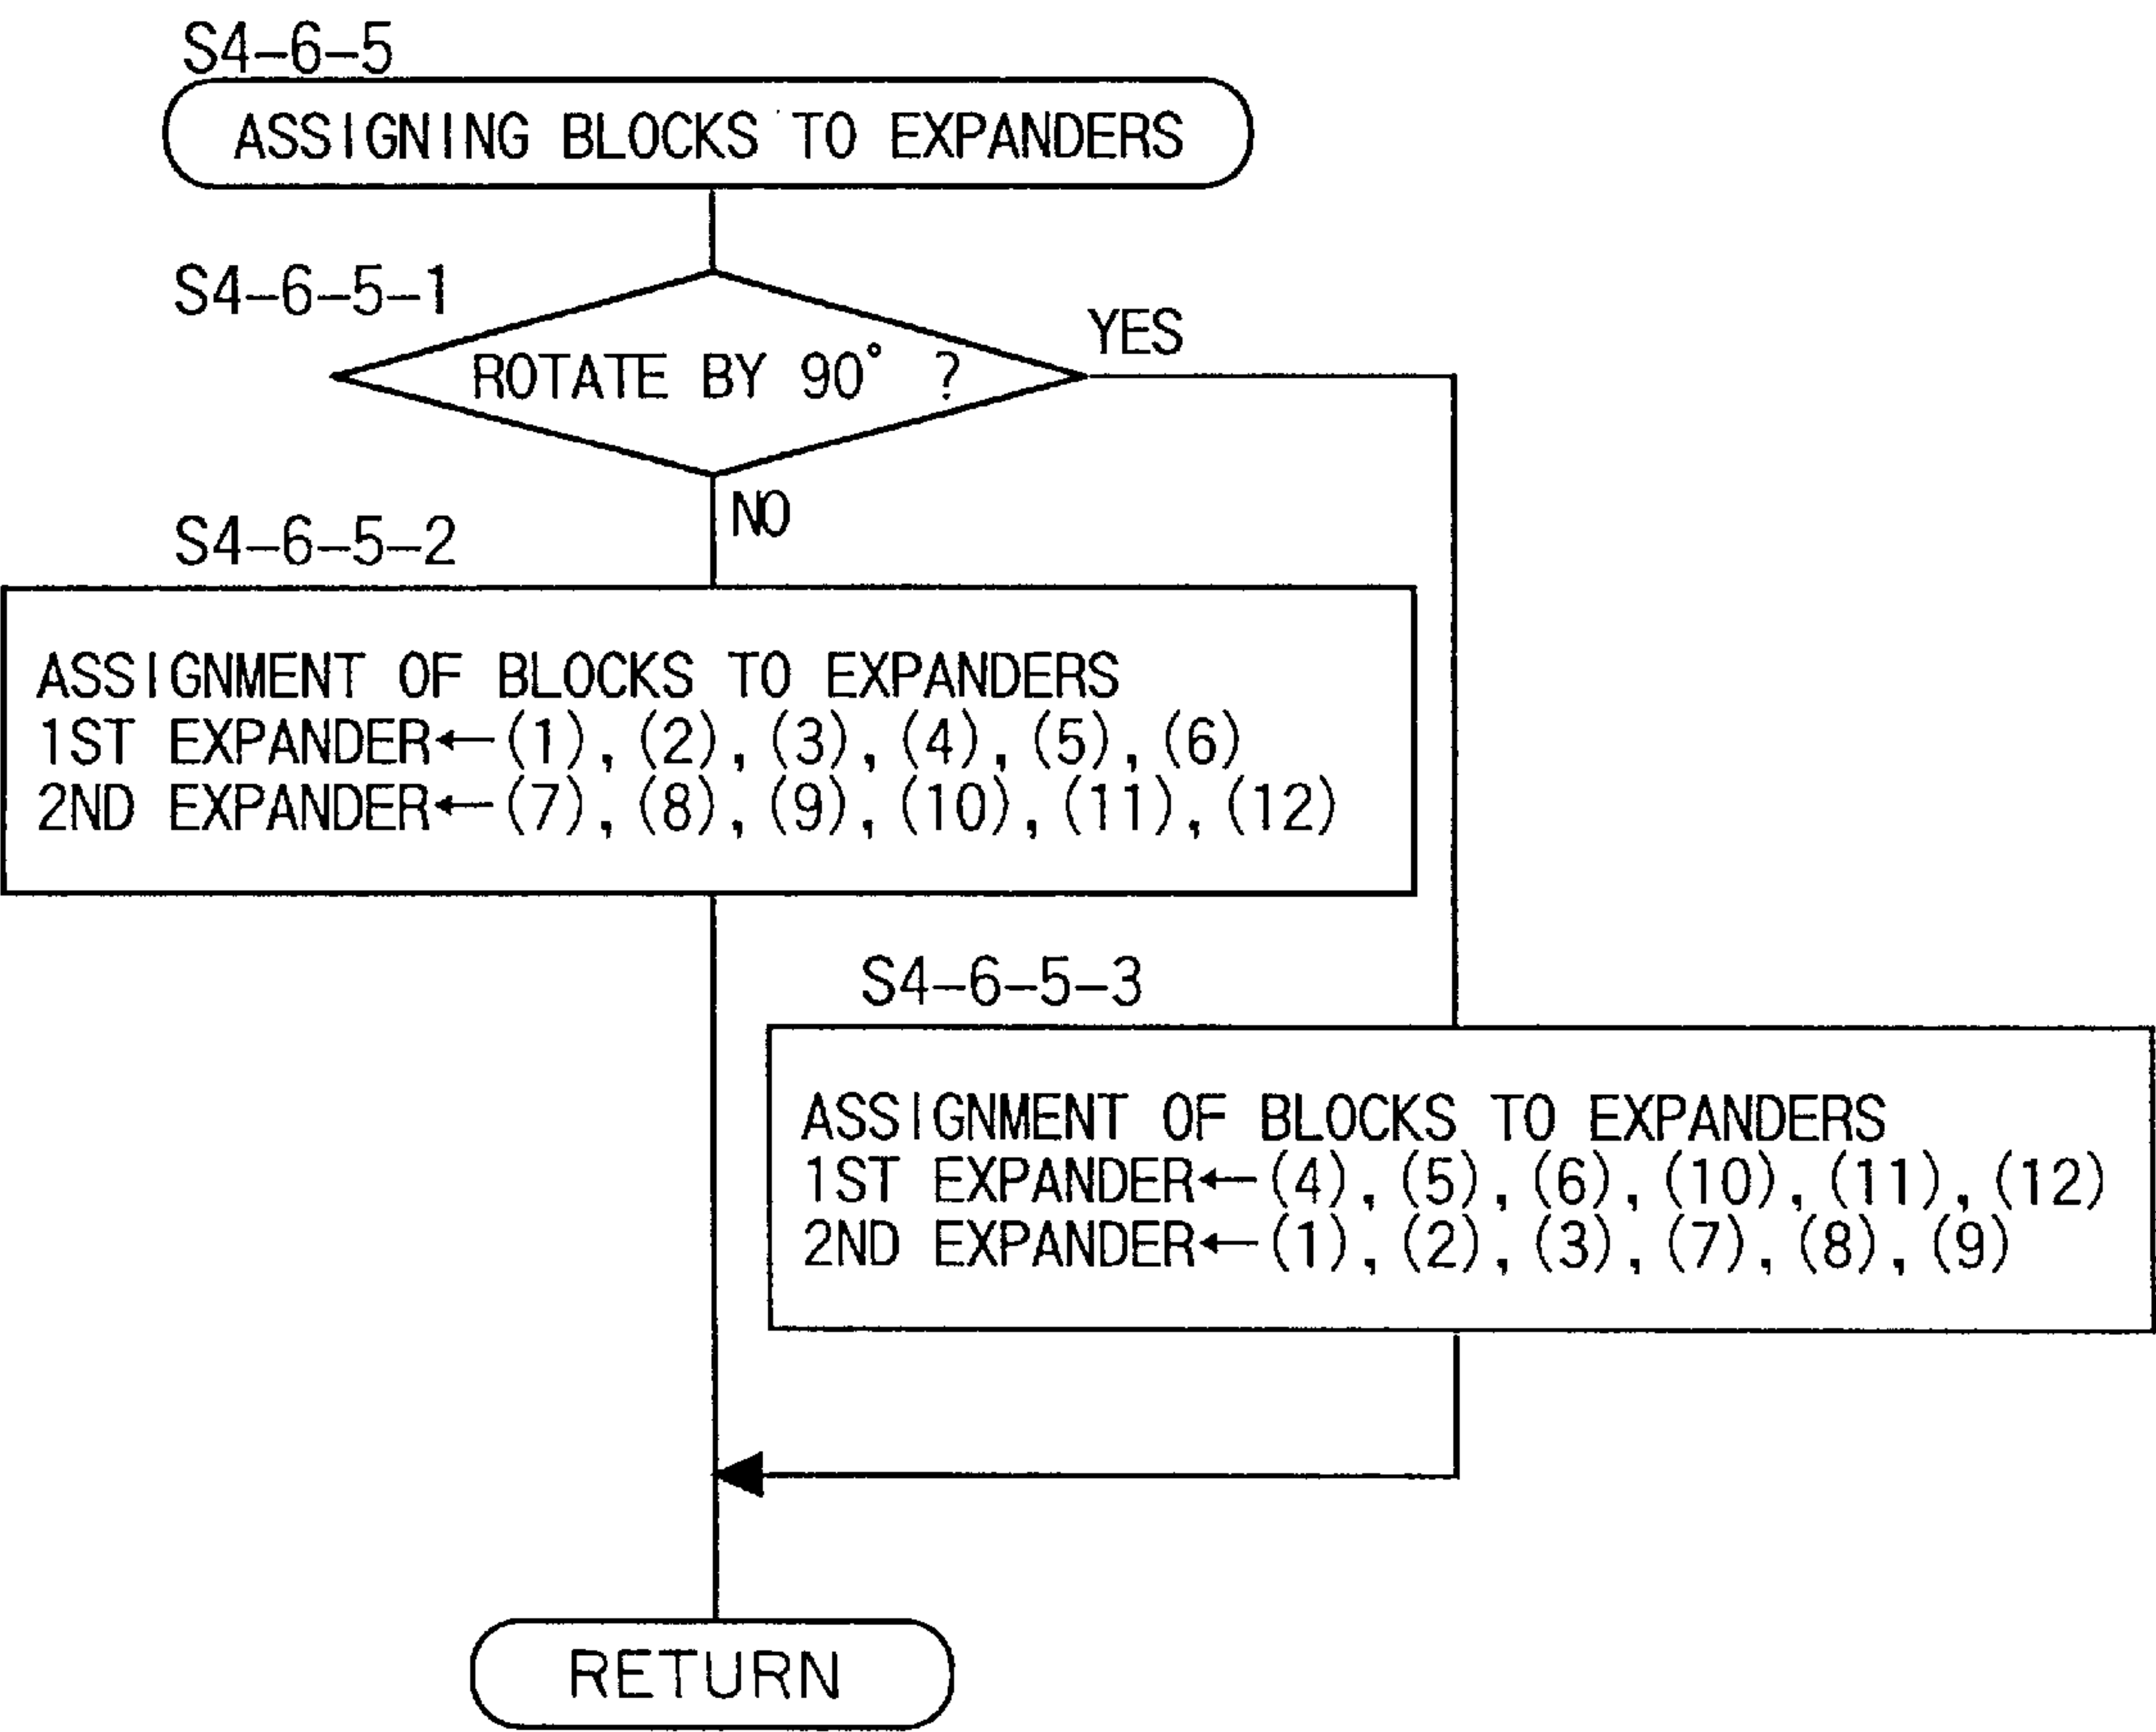 S4-6-5
ASSIGNING BLOCKS TO EXPANDERS
S4-6-5-1
ROTATE BY 90° ?
YES
NO
S4-6-5-2
ASSIGNMENT OF BLOCKS TO EXPANDERS
1ST EXPANDER←(1),(2),(3),(4),(5),(6)
2ND EXPANDER←(7),(8),(9),(10),(11),(12)
S4-6-5-3
ASSIGNMENT OF BLOCKS TO EXPANDERS
1ST EXPANDER←(4),(5),(6),(10),(11),(12)
2ND EXPANDER←(1),(2),(3),(7),(8),(9)
RETURN